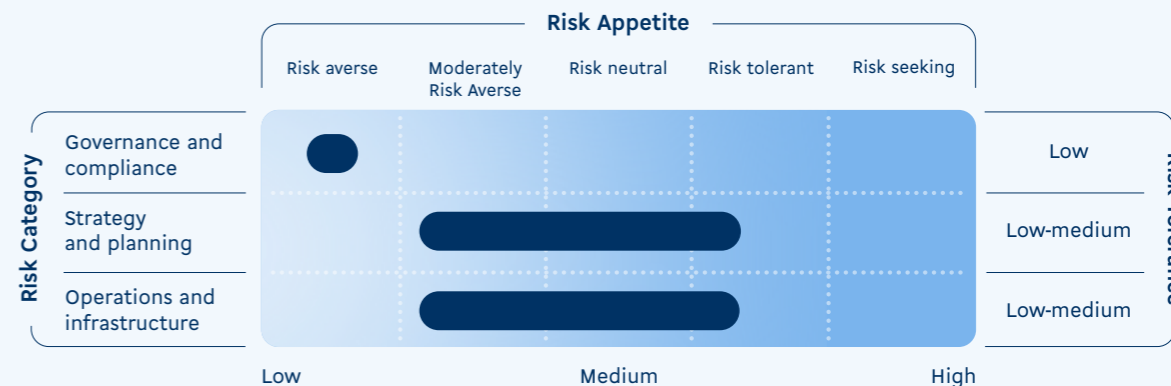 Risk Appetite
Risk averse
Moderately
Risk Averse
Risk neutral
Risk tolerant
Risk seeking
Risk Category
Governance and
compliance
Low
Strategy
and planning
Low-medium
Operations and
infrastructure
Low-medium
Low
Medium
High